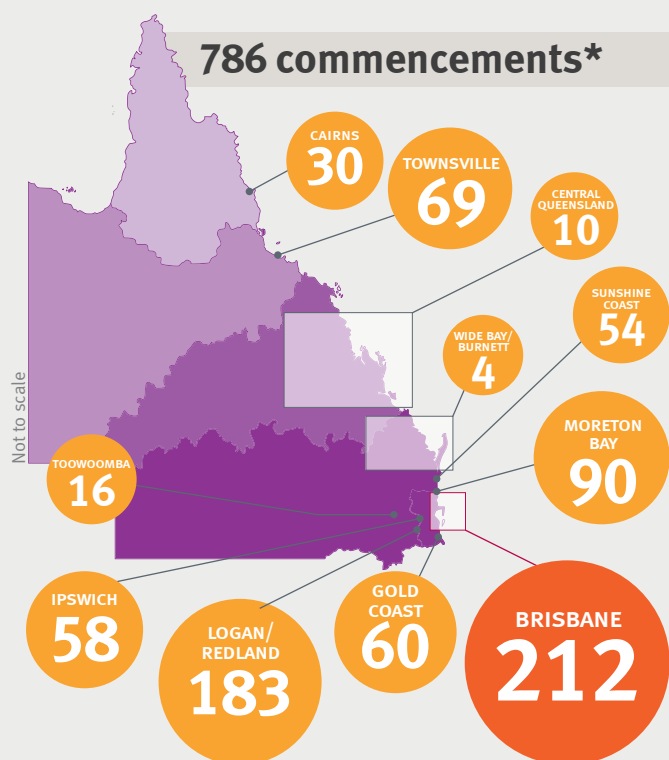 786 commencements*
CAIRNS
30
TOWNSVILLE
69
CENTRAL
QUEENSLAND
10
SUNSHINE
COAST
54
WIDE BAY/
BURNETT
4
Not to scale
MORETON
BAY
90
TOOWOOMBA
16
IPSWICH
58
LOGAN/
REDLAND
183
GOLD
COAST
60
BRISBANE
212